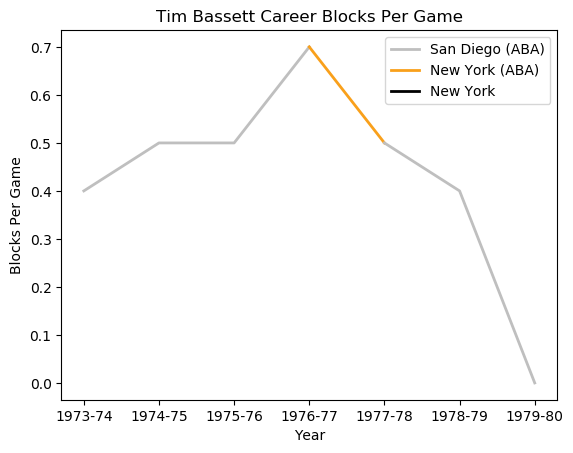 Tim Bassett Career Blocks Per Game
San Diego (ABA)
New York (ABA)
New York
0.7
0.6
0.5
0.4
0.3
0.2
0.1
0.0
Blocks Per Game
1973-74 1974-75 1975-76 1976-77 1977-78 1978-79 1979-80
Year